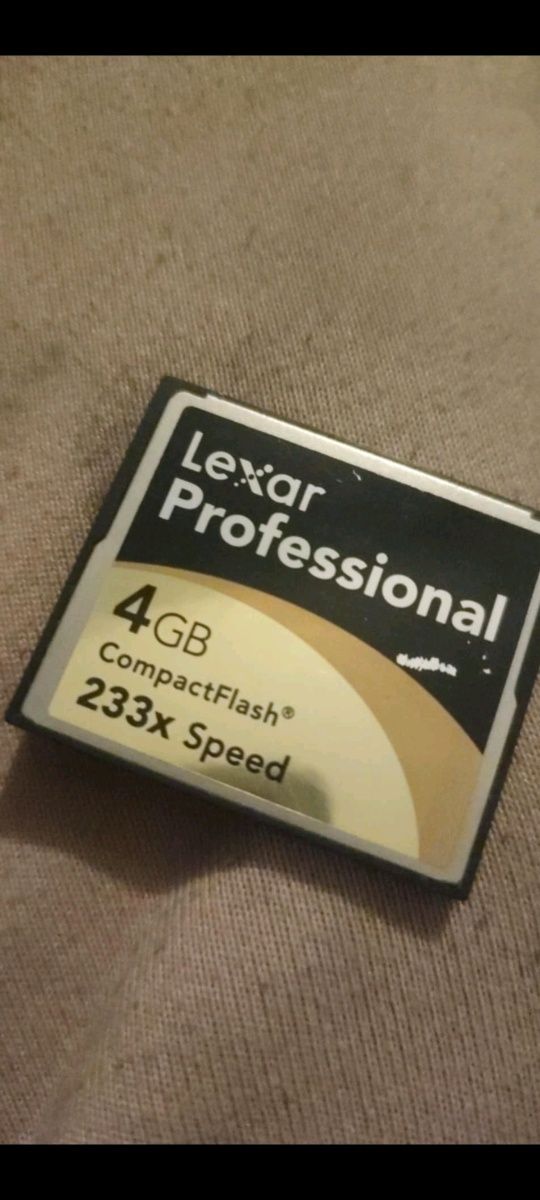 Lexar
Professional
4GB
CompactFlash®
233x Speed